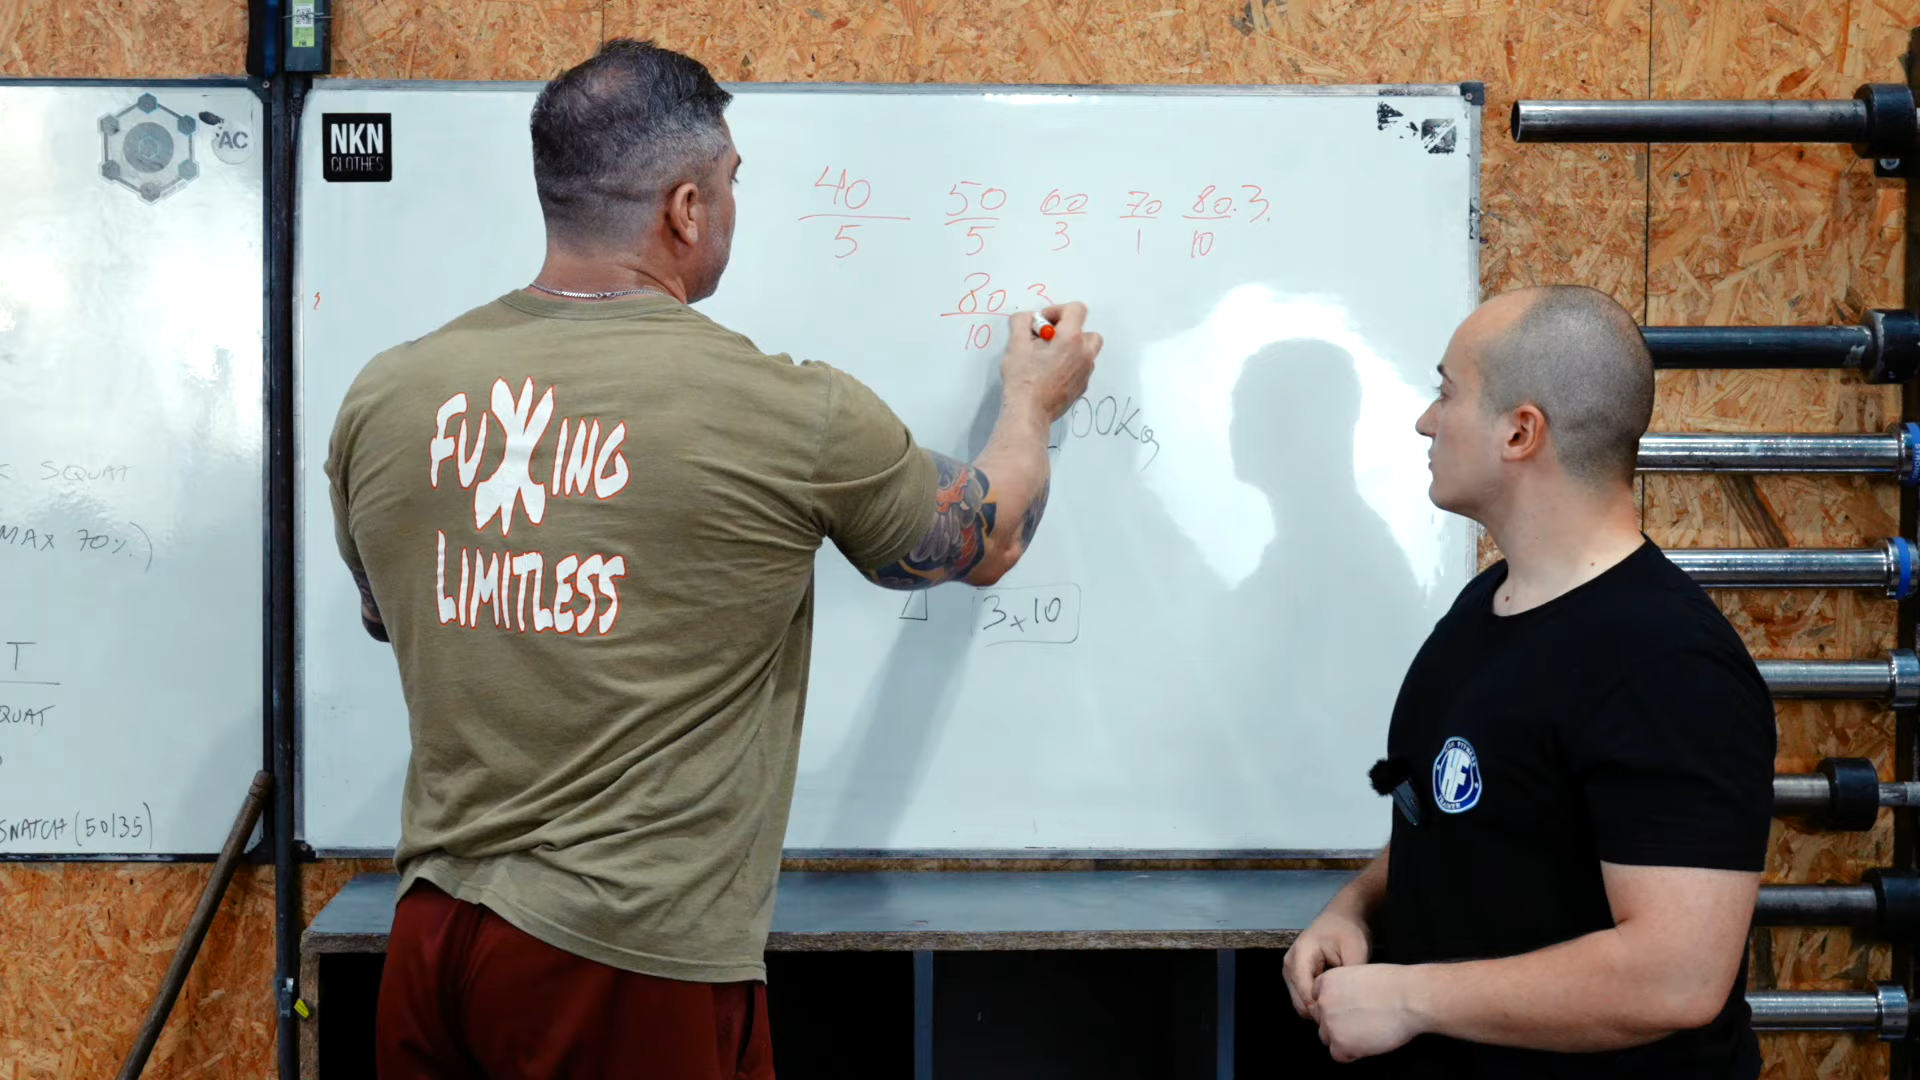 AC
NKN
CLOTHES
40 50 60 70 80.3.
5 5 3 1 10
80.3
10
00Kg
3x10
SQUAT
MAX 70%)
T
QUAT
SNATCH (50/35)
FU ING
LIMITLESS
HF